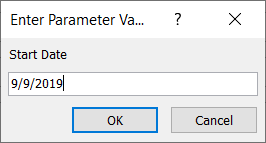 Enter Parameter Va...
Start Date
9/9/2019
OK Cancel